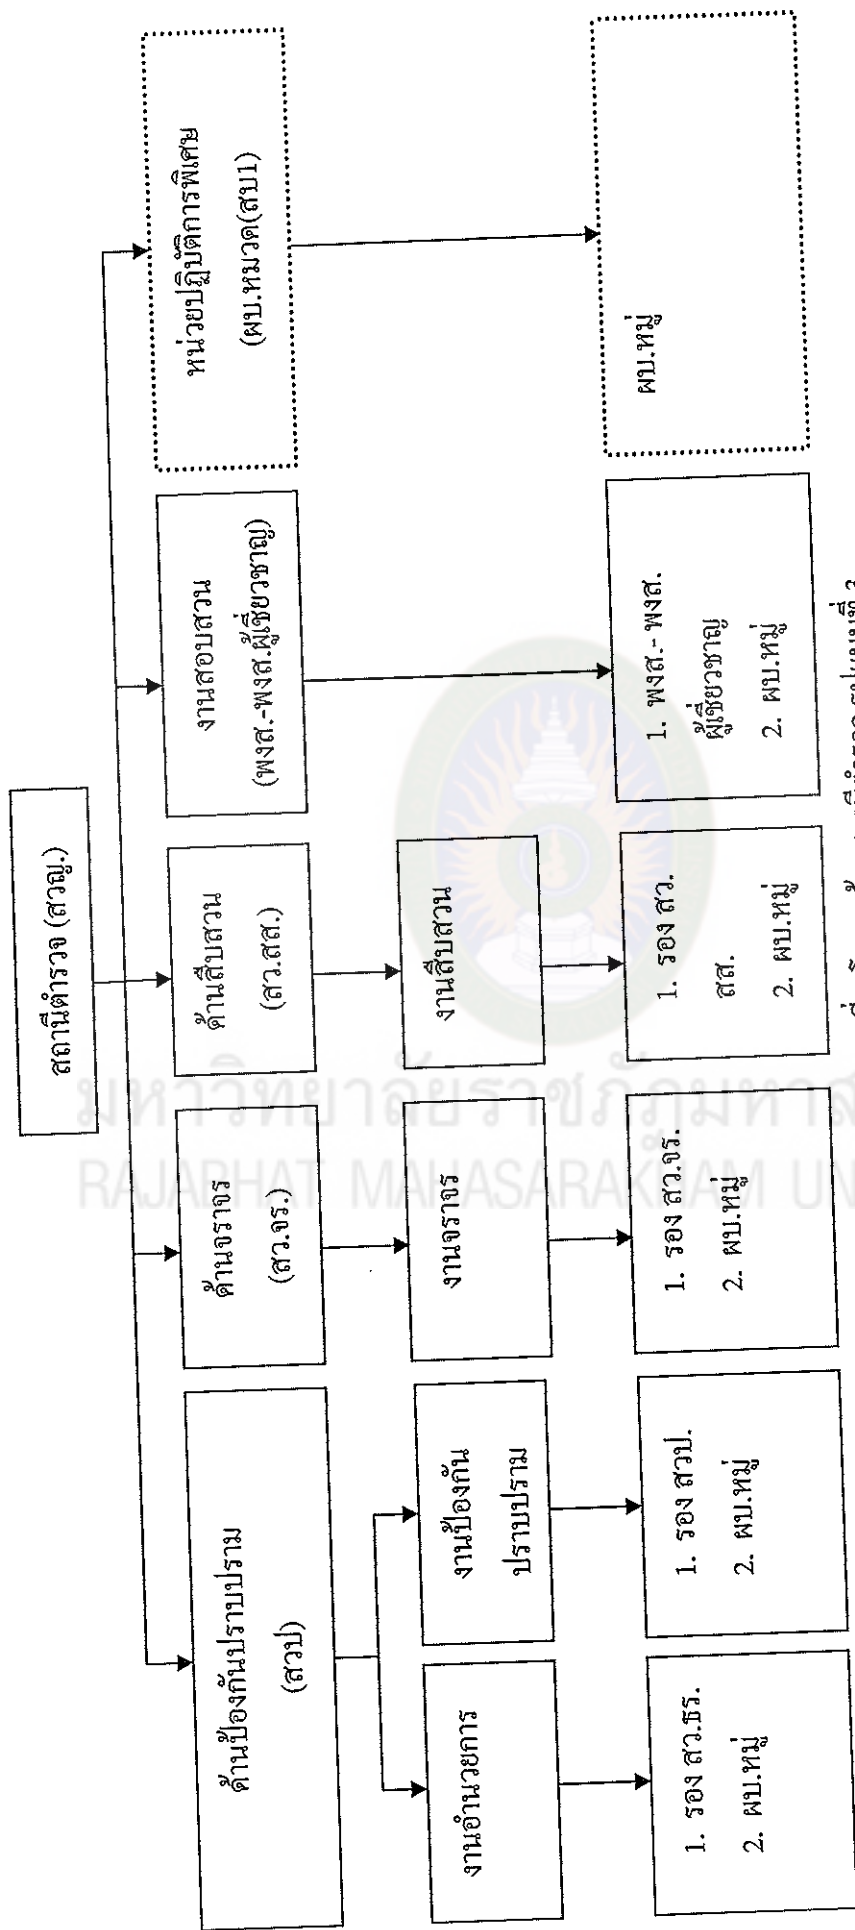 สถานีตำรวจ (สวญ.)
ด้านป้องกันปราบปราม
(สวป)
ด้านจราจร
(สว.จร.)
ด้านสืบสวน
(สว.สส.)
งานสอบสวน
(พงส.-พงส.ผู้เชี่ยวชาญ)
หน่วยปฏิบัติการพิเศษ
(ผบ.หมวด(สบ1)
งานอำนวยการ
งานป้องกัน
ปราบปราม
งานจราจร
งานสืบสวน
1. รอง สว.ธร.
2. ผบ.หมู่
1. รอง สวป.
2. ผบ.หมู่
1. รอง สว.จร.
2. ผบ.หมู่
1. รอง สว.
สส.
2. ผบ.หมู่
1. พงส.- พงส.
ผู้เชี่ยวชาญ
2. ผบ.หมู่
ผบ.หมู่
มหาวิทยาลัยราชภัฏมหาส
RAJABHAT MAHASARAKHAM UN